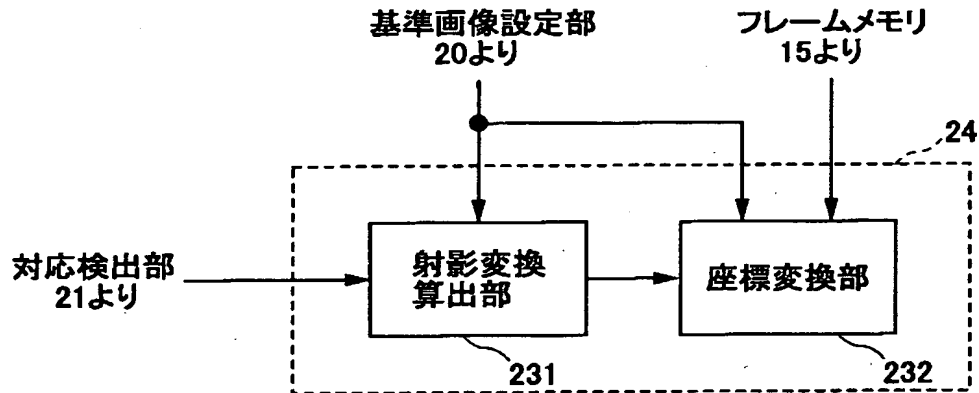 基準画像設定部
20より
フレームメモリ
15より
24
対応検出部
21より
射影変換
算出部
座標変換部
231
232